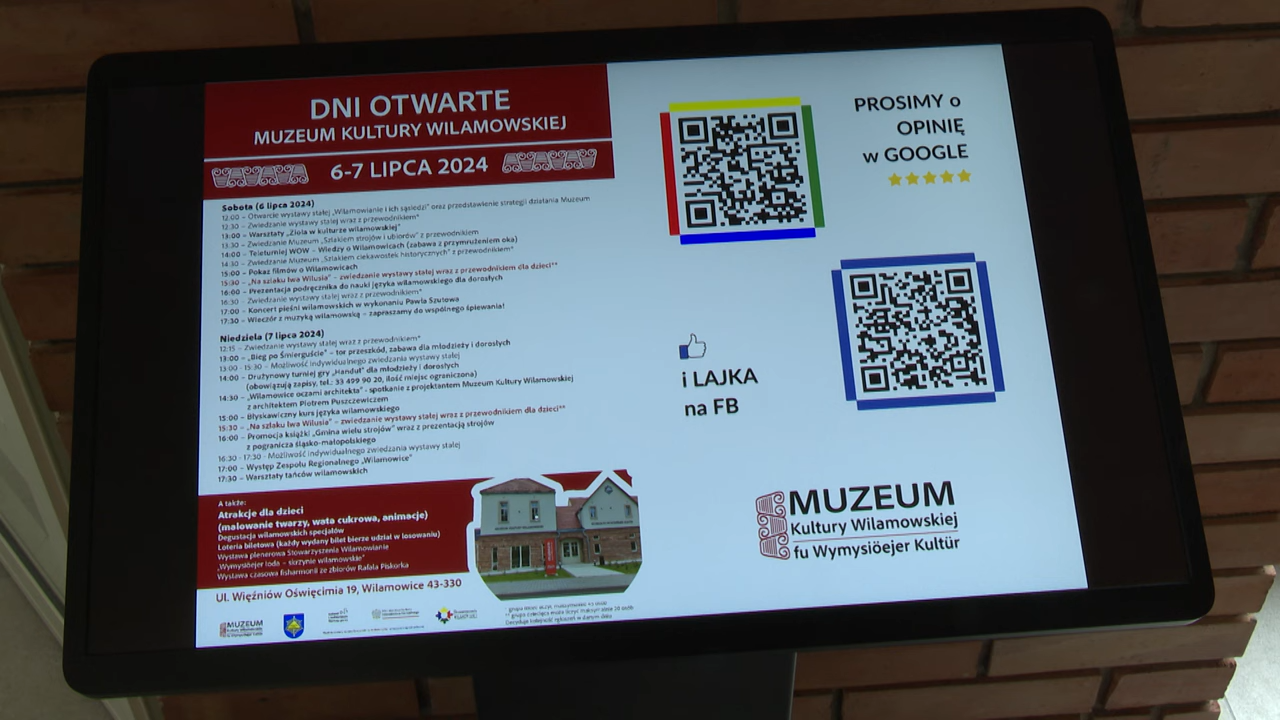 DNI OTWARTE
MUZEUM KULTURY WILAMOWSKIEJ
6-7 LIPCA 2024
Sobota (6 lipca 2024)
12:00 – Otwarcie wystawy stałej „Wilamowianie i ich sąsiedzi” oraz przedstawienie strategii działania Muzeum
12:30 – Zwiedzanie wystawy stałej wraz z przewodnikiem*
13:00 – Warsztaty „Zioła w kulturze wilamowskiej”
13:30 – Zwiedzanie Muzeum „Szlakiem strojów i ubiorów” z przewodnikiem
14:00 – Teleturniej WOW – Wiedzy o Wilamowicach (zabawa z przymrużeniem oka)
14:30 – Zwiedzanie Muzeum „Szlakiem ciekawostek historycznych” z przewodnikiem*
15:00 – Pokaz filmów o Wilamowicach
15:30 – „Na szlaku lwa Wilusia” – zwiedzanie wystawy stałej wraz z przewodnikiem dla dzieci**
16:00 – Prezentacja podręcznika do nauki języka wilamowskiego dla dorosłych
16:30 – Zwiedzanie wystawy stałej wraz z przewodnikiem*
17:00 – Koncert pieśni wilamowskich w wykonaniu Pawła Szutowa
17:30 – Wieczór z muzyką wilamowską – zapraszamy do wspólnego śpiewania!
Niedziela (7 lipca 2024)
12:15 – Zwiedzanie wystawy stałej wraz z przewodnikiem*
13:00 – „Bieg po Śmierguście” – tor przeszkód, zabawa dla młodzieży i dorosłych
13:00 - 15:30 – Możliwość indywidualnego zwiedzania wystawy stałej
14:00 – Drużynowy turniej gry „Handuł” dla młodzieży i dorosłych
(obowiązują zapisy, tel.: 33 499 90 20, ilość miejsc ograniczona)
14:30 – „Wilamowice oczami architekta” - spotkanie z projektantem Muzeum Kultury Wilamowskiej
z architektem Piotrem Puszczewiczem
15:00 – Błyskawiczny kurs języka wilamowskiego
15:30 – „Na szlaku lwa Wilusia” – zwiedzanie wystawy stałej wraz z przewodnikiem dla dzieci**
16:00 – Promocja książki „Gmina wielu strojów” wraz z prezentacją strojów
z pogranicza śląsko-małopolskiego
16:30 - 17:30 - Możliwość indywidualnego zwiedzania wystawy stałej
17:00 – Występ Zespołu Regionalnego „Wilamowice”
17:30 – Warsztaty tańców wilamowskich
A także:
Atrakcje dla dzieci
(malowanie twarzy, wata cukrowa, animacje)
Degustacja wilamowskich specjałów
Loteria biletowa (każdy wydany bilet bierze udział w losowaniu)
Wystawa plenerowa Stowarzyszenia Wilamowianie
„Wymysiöejer łoda – skrzynie wilamowskie”
Wystawa czasowa fisharmonii ze zbiorów Rafała Piskorka
Ul. Więźniów Oświęcimia 19, Wilamowice 43-330
MUZEUM
Kultury Wilamowskiej
fu Wymysiöejer Kultür
PROSIMY o
OPINIĘ
w GOOGLE
i LAJKA
na FB
MUZEUM
Kultury Wilamowskiej
fu Wymysiöejer Kultür